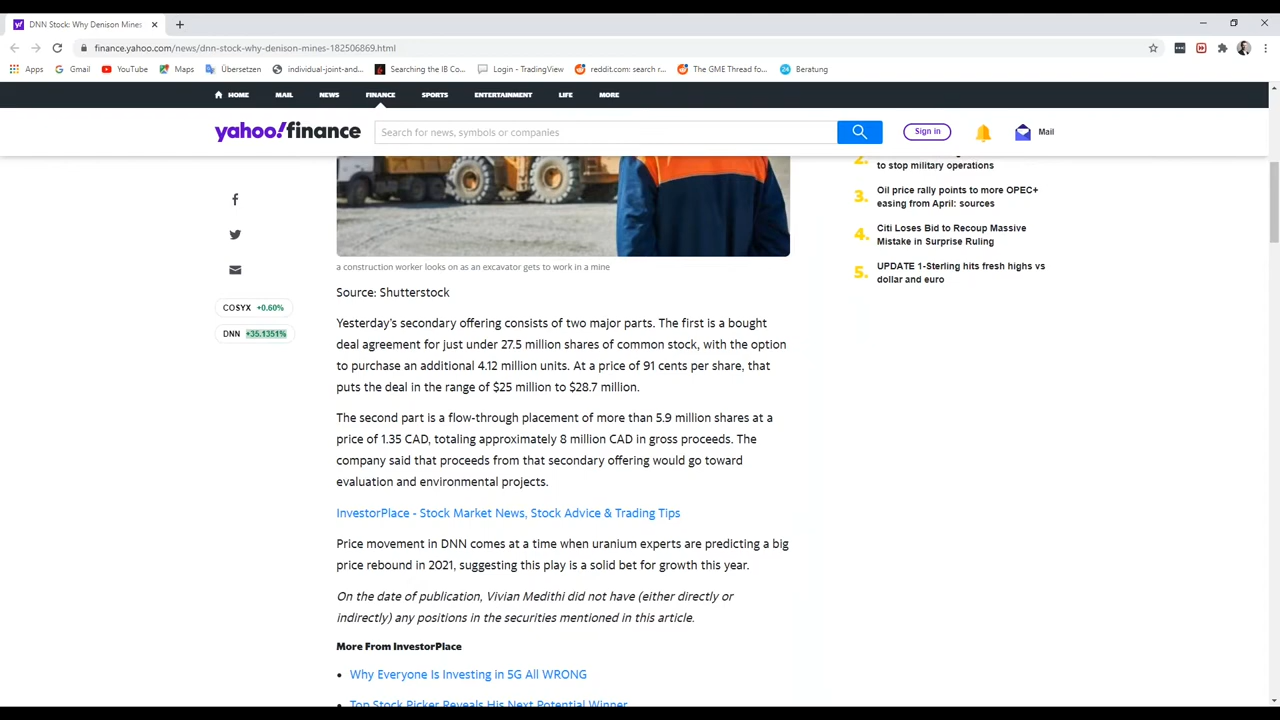 DNN Stock: Why Denison Mines
finance.yahoo.com/news/dnn-stock-why-denison-mines-182506869.html
Apps Gmail YouTube Maps Übersetzen individual-joint-and... Searching the IB Co... Login - TradingView reddit.com: search r... The GME Thread fo... Beratung
HOME MAIL NEWS FINANCE SPORTS ENTERTAINMENT LIFE MORE
yahoo!finance Search for news, symbols or companies Sign in Mail
2.
to stop military operations
3. Oil price rally points to more OPEC+
easing from April: sources
4. Citi Loses Bid to Recoup Massive
Mistake in Surprise Ruling
5. UPDATE 1-Sterling hits fresh highs vs
dollar and euro
COSYX +0.60%
DNN +35.1351%
a construction worker looks on as an excavator gets to work in a mine
Source: Shutterstock
Yesterday's secondary offering consists of two major parts. The first is a bought
deal agreement for just under 27.5 million shares of common stock, with the option
to purchase an additional 4.12 million units. At a price of 91 cents per share, that
puts the deal in the range of $25 million to $28.7 million.
The second part is a flow-through placement of more than 5.9 million shares at a
price of 1.35 CAD, totaling approximately 8 million CAD in gross proceeds. The
company said that proceeds from that secondary offering would go toward
evaluation and environmental projects.
InvestorPlace - Stock Market News, Stock Advice & Trading Tips
Price movement in DNN comes at a time when uranium experts are predicting a big
price rebound in 2021, suggesting this play is a solid bet for growth this year.
On the date of publication, Vivian Medithi did not have (either directly or
indirectly) any positions in the securities mentioned in this article.
More From InvestorPlace
Why Everyone Is Investing in 5G All WRONG
Top Stock Picker Reveals His Next Potential Winner